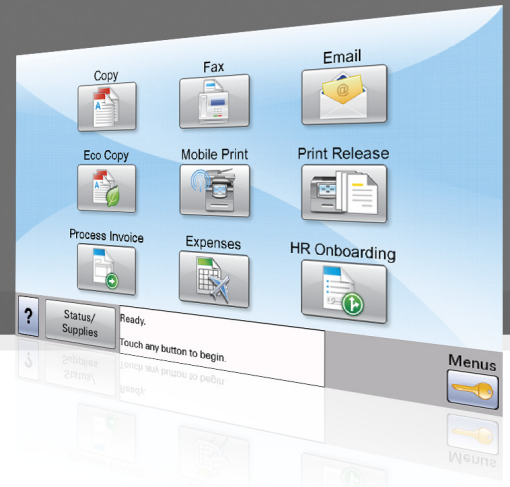 Copy
Fax
Email
Eco Copy
Mobile Print
Print Release
Process Invoice
Expenses
HR Onboarding
?
Status/
Supplies
Ready.
Touch any button to begin.
Menus